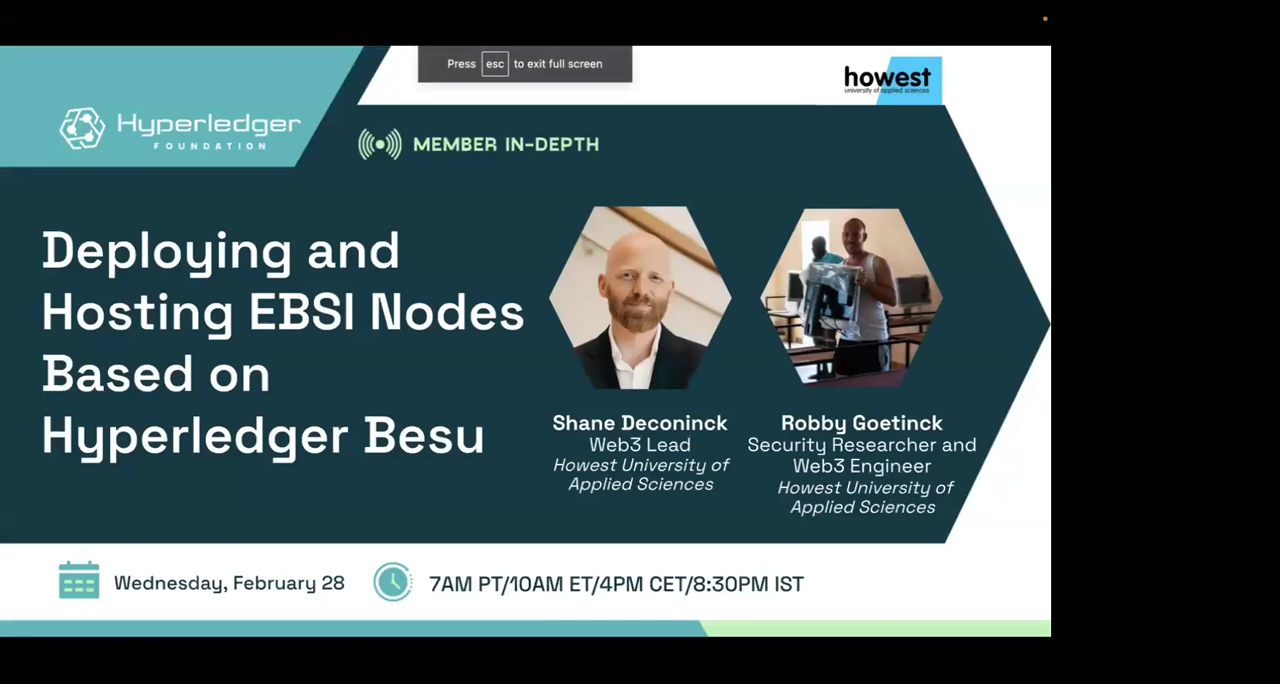 Press esc to exit full screen
howest
university of applied sciences
Hyperledger
FOUNDATION
MEMBER IN-DEPTH
Deploying and
Hosting EBSI Nodes
Based on
Hyperledger Besu
Shane Deconinck
Web3 Lead
Howest University of
Applied Sciences
Robby Goetinck
Security Researcher and
Web3 Engineer
Howest University of
Applied Sciences
Wednesday, February 28
7AM PT/10AM ET/4PM CET/8:30PM IST